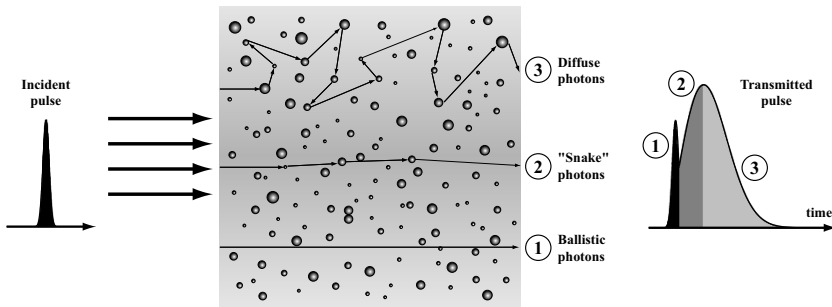 Incident
pulse
3 Diffuse
photons
2 "Snake"
photons
1 Ballistic
photons
2 Transmitted
pulse
1
3
time